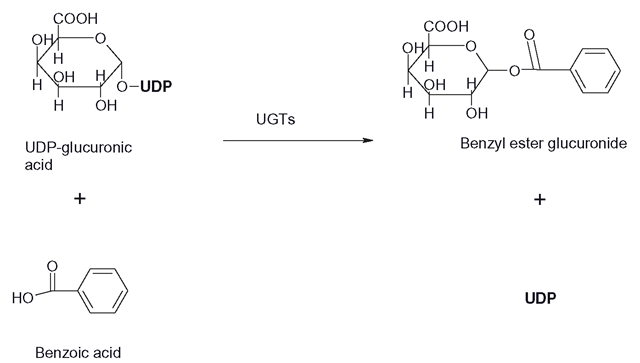 COOH
OH
H
O
H
OH
H
H
OH
O
UDP
UDP-glucuronic
acid
+
O
HO
Benzoic acid
UGTs
COOH
OH
H
O
H
OH
H
H
OH
O
O
Benzyl ester glucuronide
+
UDP